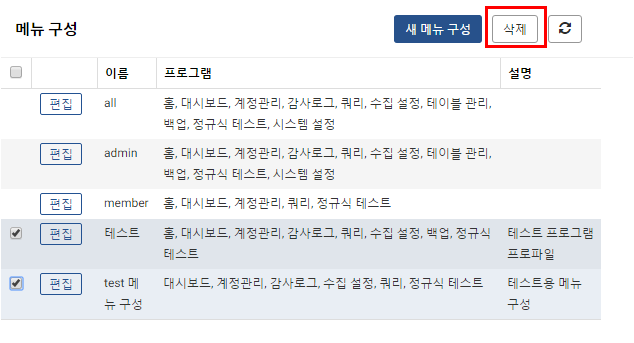 메뉴 구성 새 메뉴 구성 삭제
이름 프로그램 설명
편집 all 홈, 대시보드, 계정관리, 감사로그, 쿼리, 수집 설정, 테이블 관리,
백업, 정규식 테스트, 시스템 설정
편집 admin 홈, 대시보드, 계정관리, 감사로그, 쿼리, 수집 설정, 테이블 관리,
백업, 정규식 테스트, 시스템 설정
편집 member 홈, 대시보드, 계정관리, 쿼리, 정규식 테스트
편집 테스트 홈, 대시보드, 계정관리, 감사로그, 쿼리, 수집 설정, 백업, 정규식 테스트 프로그램
테스트 프로파일
편집 test 메 대시보드, 계정관리, 감사로그, 수집 설정, 쿼리, 정규식 테스트 테스트용 메뉴
뉴 구성 구성